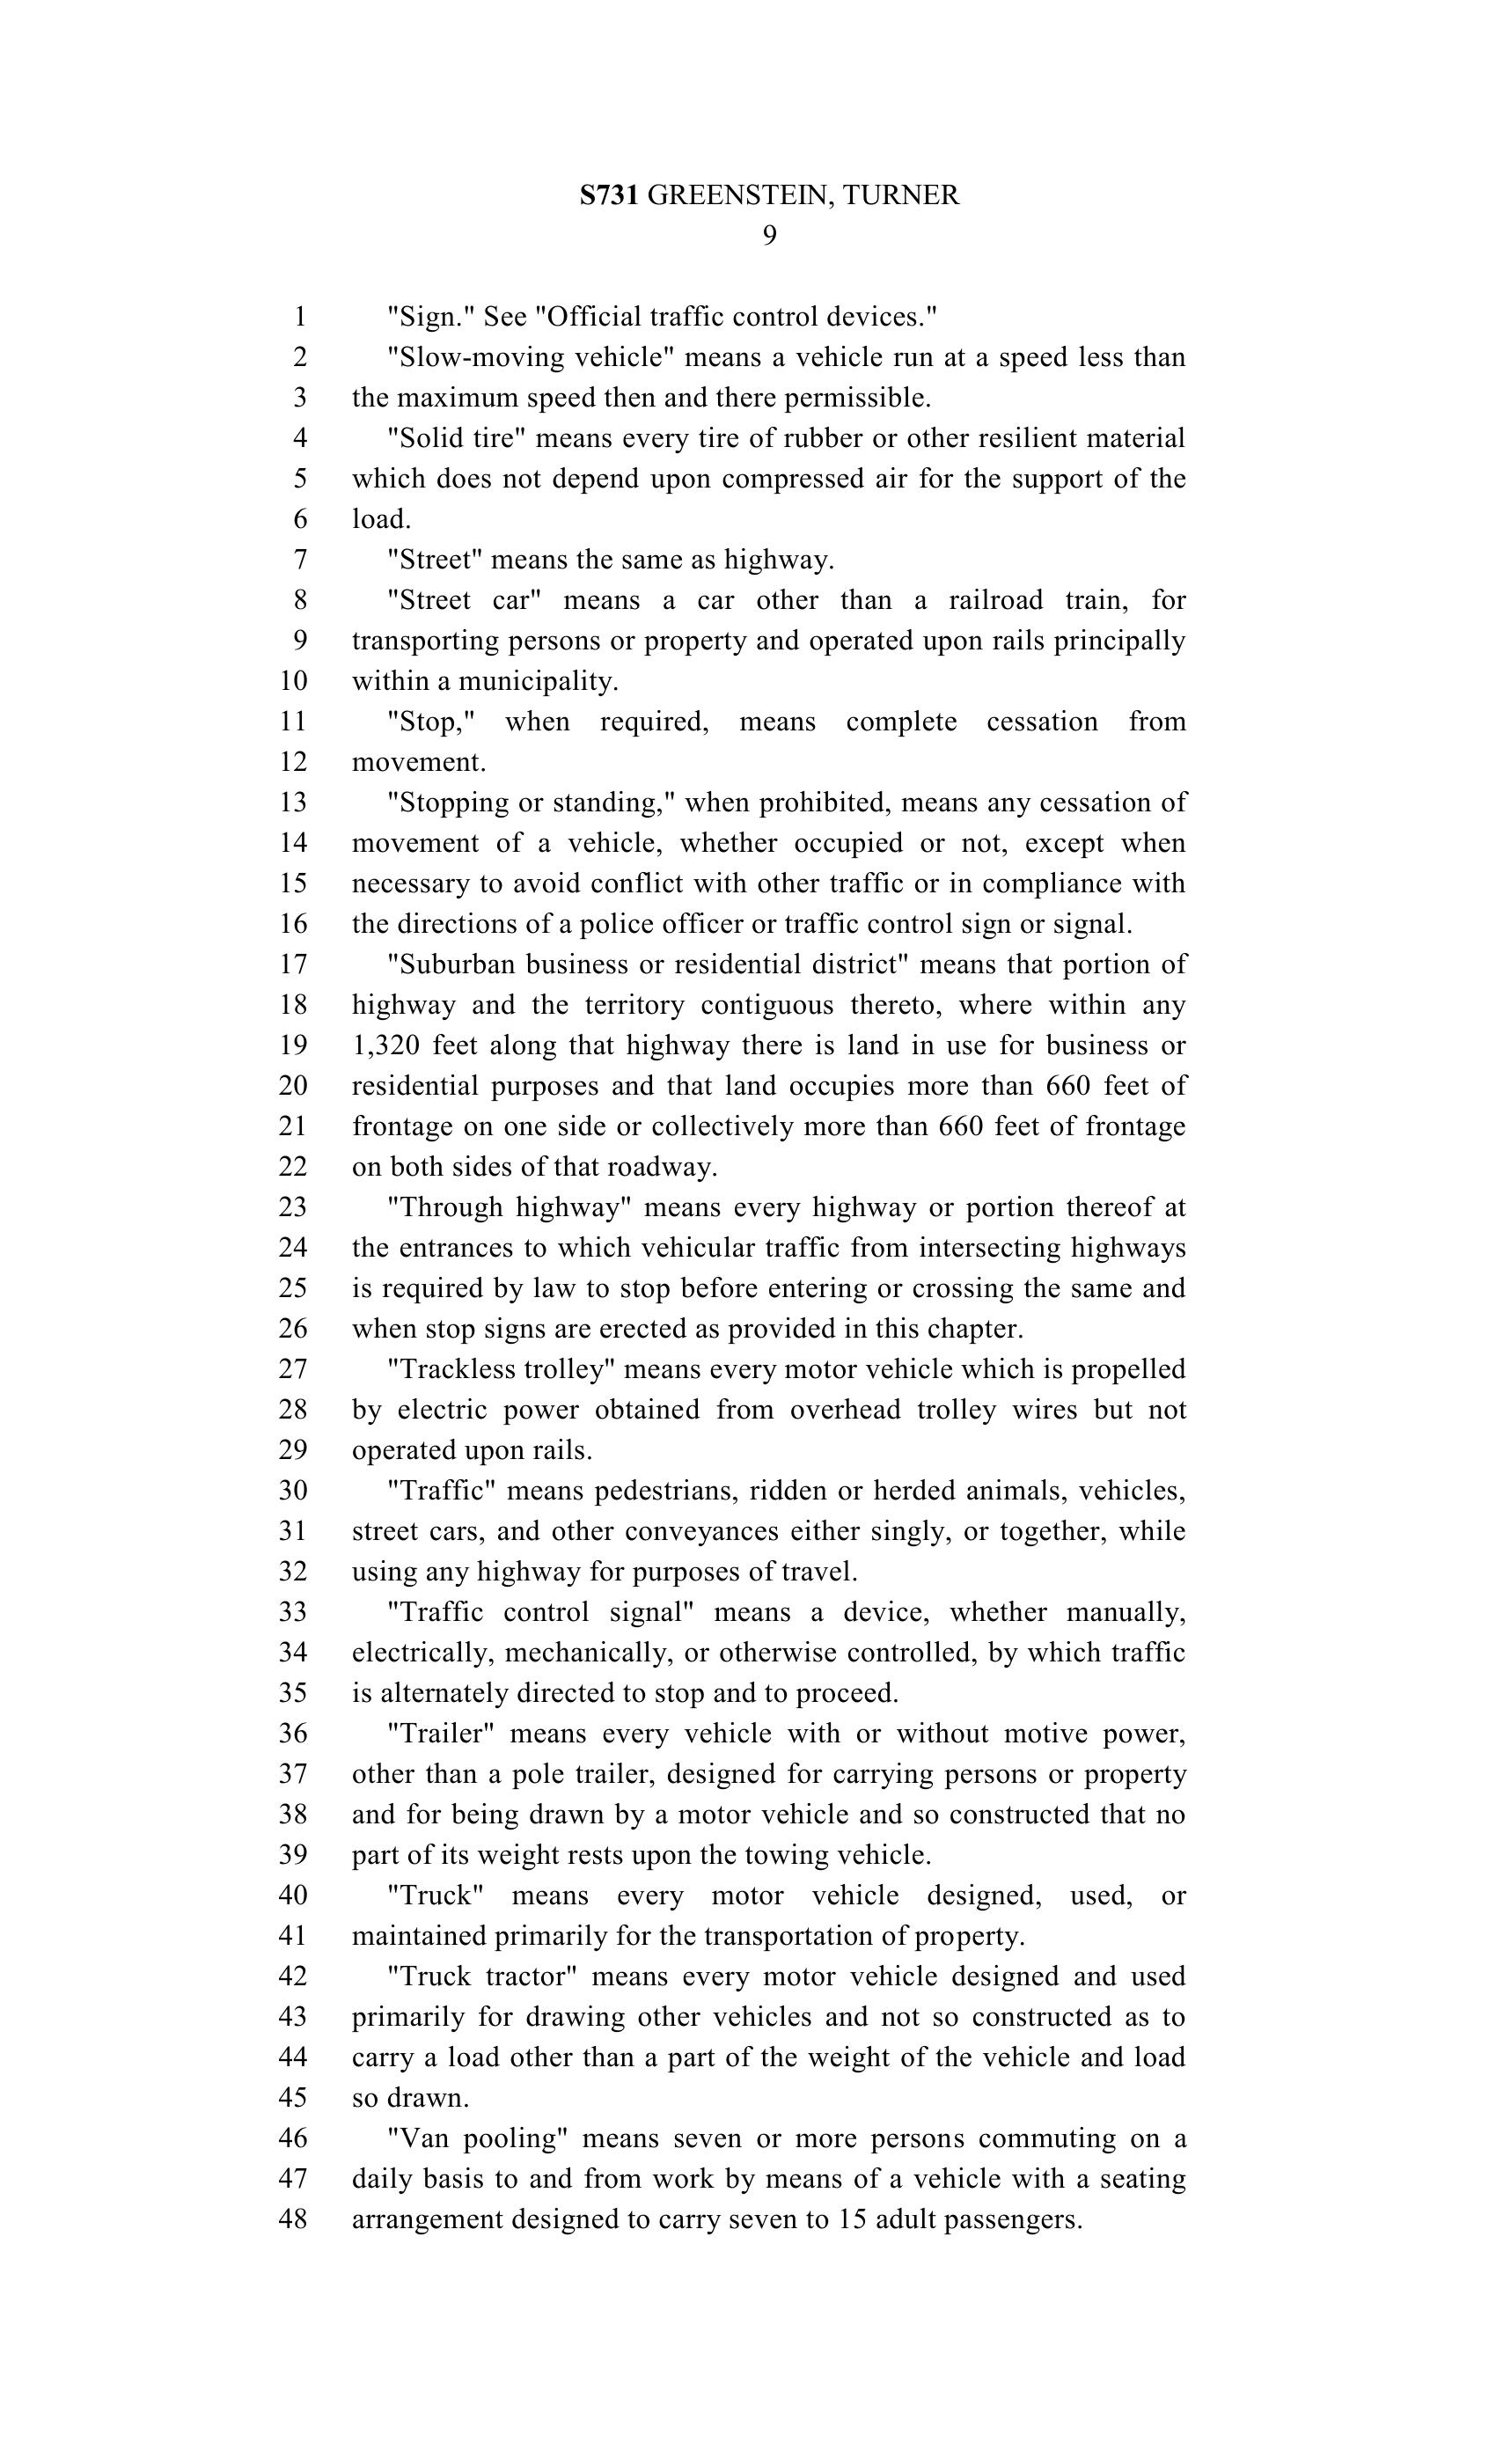 S731 GREENSTEIN, TURNER
9
1 "Sign." See "Official traffic control devices."
2 "Slow-moving vehicle" means a vehicle run at a speed less than
3 the maximum speed then and there permissible.
4 "Solid tire" means every tire of rubber or other resilient material
5 which does not depend upon compressed air for the support of the
6 load.
7 "Street" means the same as highway.
8 "Street car" means a car other than a railroad train, for
9 transporting persons or property and operated upon rails principally
10 within a municipality.
11 "Stop," when required, means complete cessation from
12 movement.
13 "Stopping or standing," when prohibited, means any cessation of
14 movement of a vehicle, whether occupied or not, except when
15 necessary to avoid conflict with other traffic or in compliance with
16 the directions of a police officer or traffic control sign or signal.
17 "Suburban business or residential district" means that portion of
18 highway and the territory contiguous thereto, where within any
19 1,320 feet along that highway there is land in use for business or
20 residential purposes and that land occupies more than 660 feet of
21 frontage on one side or collectively more than 660 feet of frontage
22 on both sides of that roadway.
23 "Through highway" means every highway or portion thereof at
24 the entrances to which vehicular traffic from intersecting highways
25 is required by law to stop before entering or crossing the same and
26 when stop signs are erected as provided in this chapter.
27 "Trackless trolley" means every motor vehicle which is propelled
28 by electric power obtained from overhead trolley wires but not
29 operated upon rails.
30 "Traffic" means pedestrians, ridden or herded animals, vehicles,
31 street cars, and other conveyances either singly, or together, while
32 using any highway for purposes of travel.
33 "Traffic control signal" means a device, whether manually,
34 electrically, mechanically, or otherwise controlled, by which traffic
35 is alternately directed to stop and to proceed.
36 "Trailer" means every vehicle with or without motive power,
37 other than a pole trailer, designed for carrying persons or property
38 and for being drawn by a motor vehicle and so constructed that no
39 part of its weight rests upon the towing vehicle.
40 "Truck" means every motor vehicle designed, used, or
41 maintained primarily for the transportation of property.
42 "Truck tractor" means every motor vehicle designed and used
43 primarily for drawing other vehicles and not so constructed as to
44 carry a load other than a part of the weight of the vehicle and load
45 so drawn.
46 "Van pooling" means seven or more persons commuting on a
47 daily basis to and from work by means of a vehicle with a seating
48 arrangement designed to carry seven to 15 adult passengers.